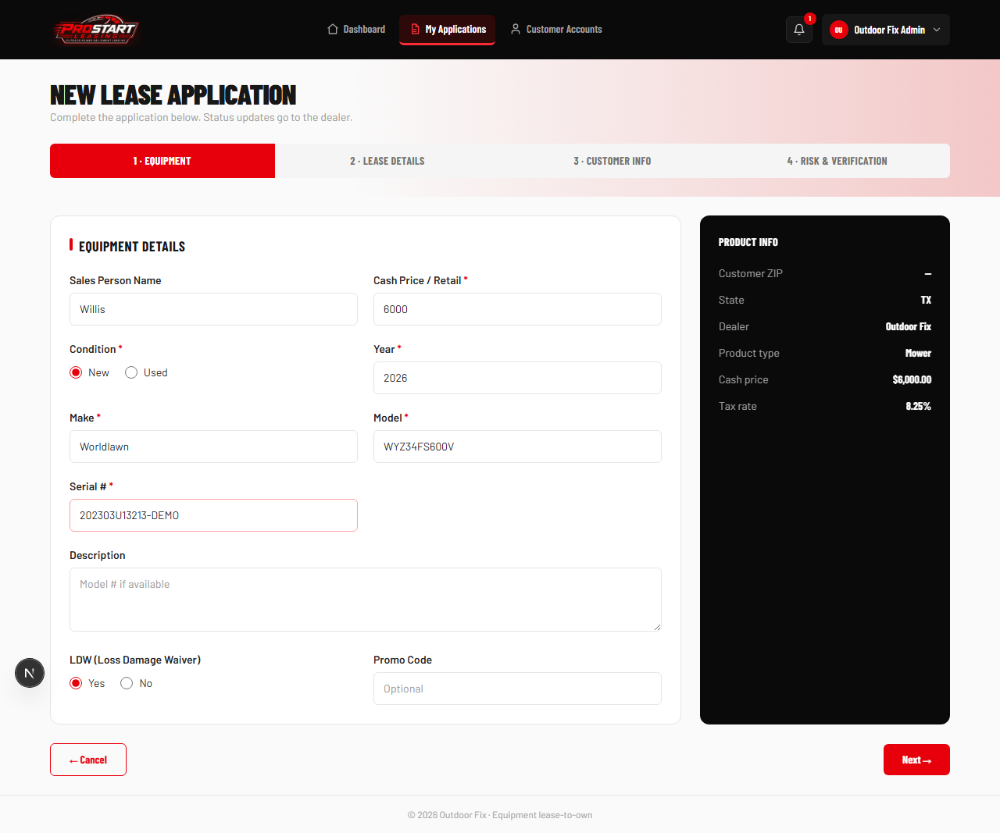 PROSTART
LEASING
Dashboard
My Applications
Customer Accounts
1
OU
Outdoor Fix Admin
NEW LEASE APPLICATION
Complete the application below. Status updates go to the dealer.
1 · EQUIPMENT
2 · LEASE DETAILS
3 · CUSTOMER INFO
4 · RISK & VERIFICATION
EQUIPMENT DETAILS
Sales Person Name
Willis
Cash Price / Retail *
6000
Condition *
New
Used
Year *
2026
Make *
Worldlawn
Model *
WYZ34FS600V
Serial # *
202303U13213-DEMO
Description
Model # if available
LDW (Loss Damage Waiver)
Yes
No
Promo Code
Optional
PRODUCT INFO
Customer ZIP —
State TX
Dealer Outdoor Fix
Product type Mower
Cash price $6,000.00
Tax rate 8.25%
N
← Cancel
Next →
© 2026 Outdoor Fix · Equipment lease-to-own